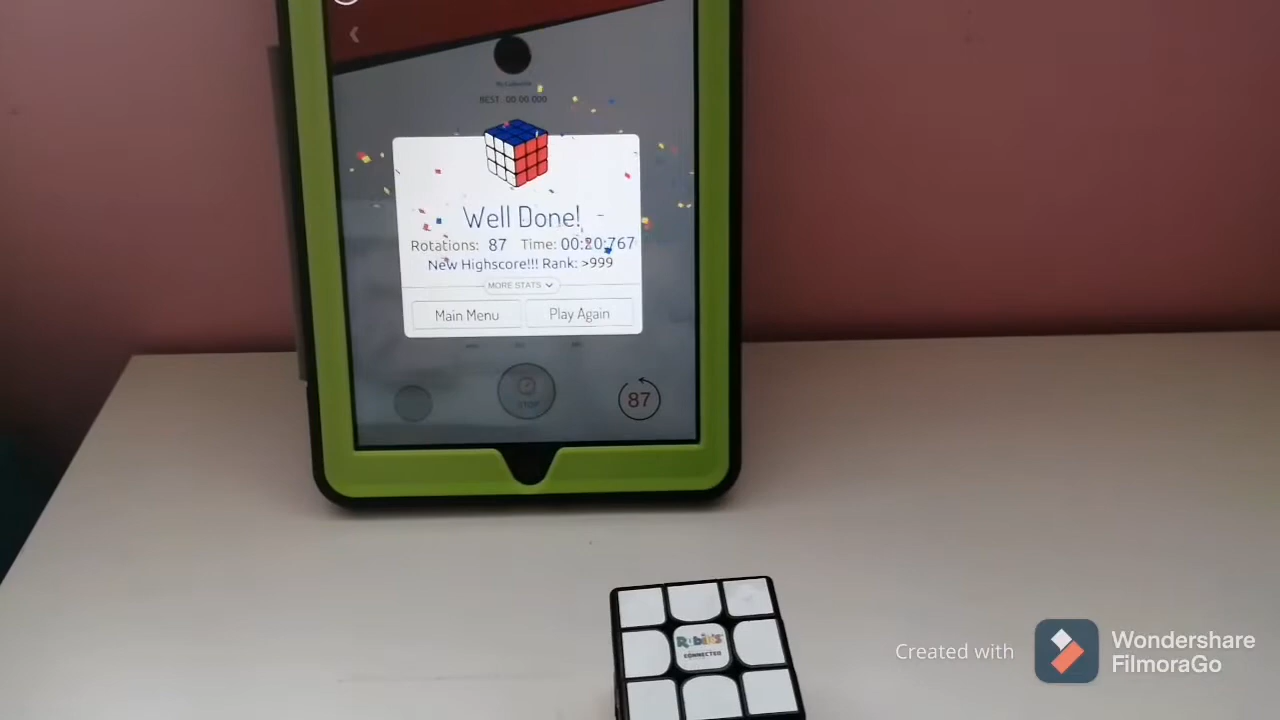 BEST 00:00.000
Well Done!
Rotations: 87 Time: 00:20:767
New Highscore!!! Rank: >999
MORE STATS
Main Menu Play Again
STOP
87
Rubik's
CONNECTED
Created with
Wondershare
FilmoraGo